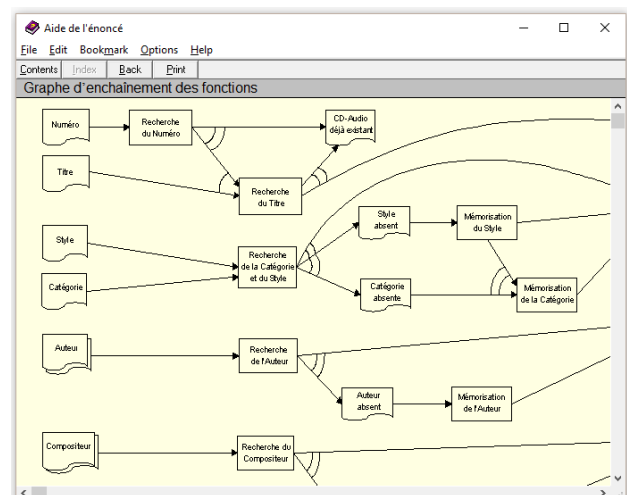 Aide de l'énoncé
File Edit Bookmark Options Help
Contents Index Back Print
Graphe d'enchaînement des fonctions
Numéro
Recherche
du Numéro
CD-Audio
déjà existant
Titre
Recherche
du Titre
Style
Recherche
de la Catégorie
et du Style
Style
absent
Mémorisation
du Style
Catégorie
Catégorie
absente
Mémorisation
de la Catégorie
Auteur
Recherche
de l'Auteur
Auteur
absent
Mémorisation
de l'Auteur
Compositeur
Recherche du
Compositeur